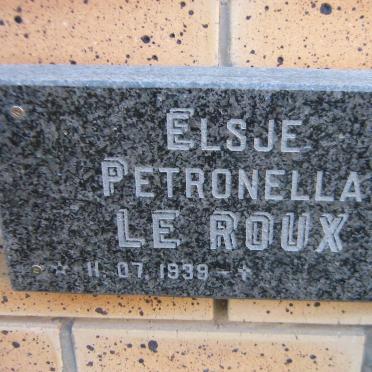 ELSJE
PETRONELLA
LE ROUX
☆ 11.07.1939 - +